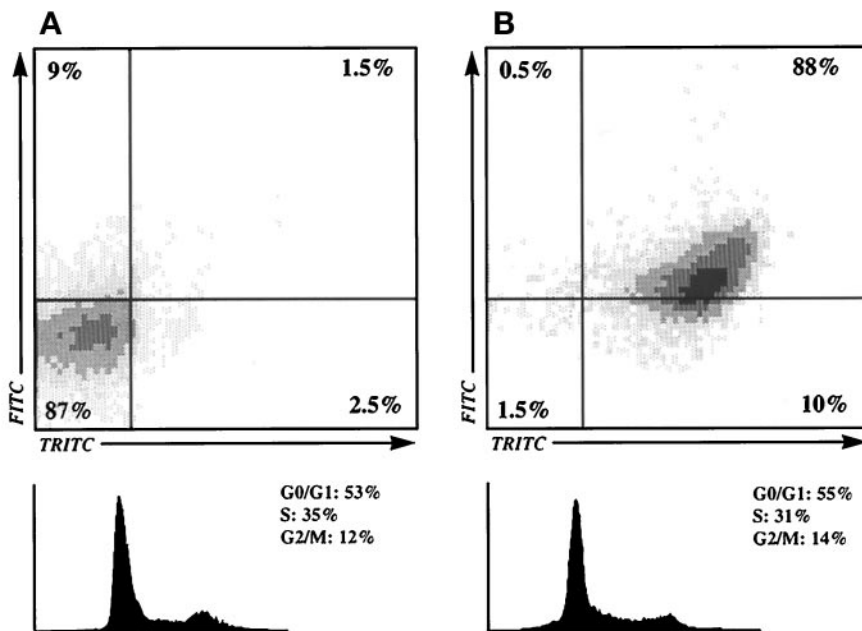 A
9%
1.5%
87%
2.5%
FITC
TRITC
G0/G1: 53%
S: 35%
G2/M: 12%
B
0.5%
88%
1.5%
10%
FITC
TRITC
G0/G1: 55%
S: 31%
G2/M: 14%